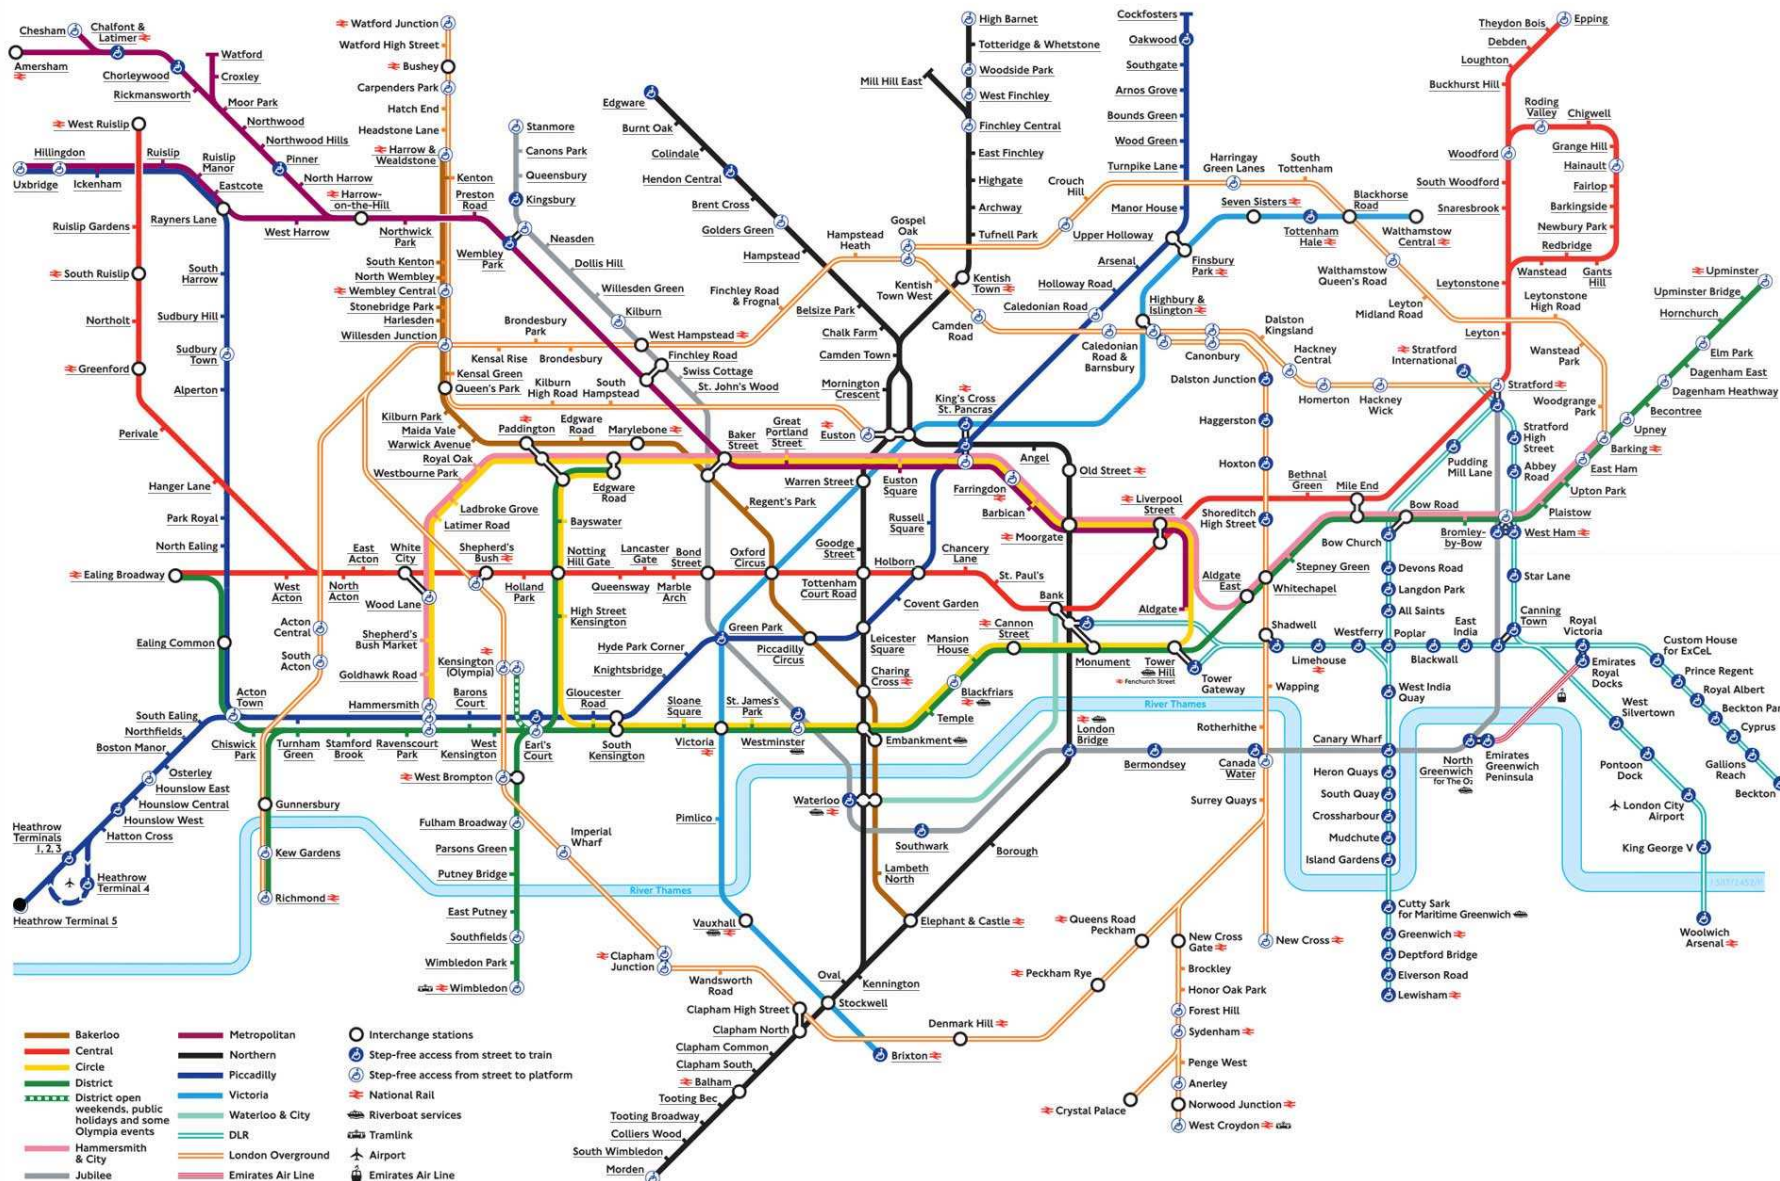 Chesham
Chalfont &
Latimer
Amersham
Chorleywood
Rickmansworth
Watford
Croxley
Moor Park
Northwood
Northwood Hills
Pinner
North Harrow
Harrow-
on-the-Hill
West Ruislip
Hillingdon
Uxbridge
Ickenham
Ruislip
Ruislip
Manor
Eastcote
Rayners Lane
West Harrow
Northwick
Park
Preston
Road
Wembley
Park
Ruislip Gardens
South Ruislip
Northolt
Greenford
Perivale
Hanger Lane
South
Harrow
Sudbury Hill
Sudbury
Town
Alperton
Park Royal
North Ealing
Watford Junction
Watford High Street
Bushey
Carpenders Park
Hatch End
Headstone Lane
Harrow &
Wealdstone
Kenton
South Kenton
North Wembley
Wembley Central
Stonebridge Park
Harlesden
Willesden Junction
Kensal Green
Queen's Park
Kilburn Park
Maida Vale
Warwick Avenue
Royal Oak
Westbourne Park
Ladbroke Grove
Latimer Road
Stanmore
Canons Park
Queensbury
Kingsbury
Neasden
Dollis Hill
Willesden Green
Kilburn
West Hampstead
Finchley Road
Swiss Cottage
St. John's Wood
Kensal Rise
Brondesbury
Park
Brondesbury
Finchley Road
& Frognal
Kilburn
High Road
South
Hampstead
Edgware
Burnt Oak
Colindale
Hendon Central
Brent Cross
Golders Green
Hampstead
Belsize Park
Chalk Farm
Camden Town
Mornington
Crescent
Euston
High Barnet
Totteridge & Whetstone
Woodside Park
West Finchley
Mill Hill East
Finchley Central
East Finchley
Highgate
Archway
Tufnell Park
Kentish
Town
Hampstead
Heath
Gospel
Oak
Kentish
Town West
Camden
Road
Cockfosters
Oakwood
Southgate
Arnos Grove
Bounds Green
Wood Green
Turnpike Lane
Manor House
Finsbury
Park
Arsenal
Holloway Road
Caledonian Road
Crouch
Hill
Upper Holloway
Harringay
Green Lanes
South
Tottenham
Seven Sisters
Tottenham
Hale
Blackhorse
Road
Walthamstow
Central
Walthamstow
Queen's Road
Leyton
Midland Road
Leytonstone
High Road
Wanstead
Park
Woodgrange
Park
Highbury &
Islington
Caledonian
Road &
Barnsbury
Canonbury
Dalston
Kingsland
Hackney
Central
Homerton
Hackney
Wick
Dalston Junction
Haggerston
Hoxton
Shoreditch
High Street
Epping
Theydon Bois
Debden
Loughton
Buckhurst Hill
Roding
Valley
Chigwell
Grange Hill
Hainault
Fairlop
Barkingside
Newbury Park
Gants
Hill
Redbridge
Wanstead
Woodford
South Woodford
Snaresbrook
Leytonstone
Leyton
Stratford
Stratford
International
Stratford
High
Street
Abbey
Road
Pudding
Mill Lane
Upminster
Upminster Bridge
Hornchurch
Elm Park
Dagenham East
Dagenham Heathway
Becontree
Upney
Barking
East Ham
Upton Park
Plaistow
West Ham
Bromley-
by-Bow
Bow Road
Bow Church
Mile End
Stepney Green
Bethnal
Green
Whitechapel
Paddington
Edgware
Road
Marylebone
Edgware
Road
Baker
Street
Great
Portland
Street
Euston
Square
Warren Street
Regent's Park
King's Cross
St. Pancras
Angel
Old Street
Farringdon
Barbican
Moorgate
Liverpool
Street
Aldgate
East
Aldgate
Russell
Square
Goodge
Street
Bayswater
Notting
Hill Gate
High Street
Kensington
Ealing Broadway
West
Acton
North
Acton
East
Acton
White
City
Wood Lane
Shepherd's
Bush
Holland
Park
Queensway
Lancaster
Gate
Marble
Arch
Bond
Street
Oxford
Circus
Tottenham
Court Road
Holborn
Chancery
Lane
St. Paul's
Bank
Covent Garden
Leicester
Square
Piccadilly
Circus
Green Park
Hyde Park Corner
Knightsbridge
Charing
Cross
Embankment
Temple
Blackfriars
Mansion
House
Cannon
Street
Monument
Tower
Hill
Fenchurch Street
Tower
Gateway
Shadwell
Limehouse
Westferry
Poplar
Blackwall
East
India
Canning
Town
Star Lane
Devons Road
Langdon Park
All Saints
Royal
Victoria
Custom House
for ExCeL
Prince Regent
Royal Albert
Beckton Par
Cyprus
Gallions
Reach
Beckton
Emirates
Royal
Docks
West
Silvertown
Pontoon
Dock
London City
Airport
King George V
Woolwich
Arsenal
Ealing Common
Acton
Town
Acton
Central
South
Acton
Shepherd's
Bush Market
Goldhawk Road
Hammersmith
Kensington
(Olympia)
Barons
Court
Gloucester
Road
South
Kensington
Sloane
Square
Victoria
St. James's
Park
Westminster
South Ealing
Northfields
Boston Manor
Osterley
Hounslow East
Hounslow Central
Hounslow West
Hatton Cross
Heathrow
Terminals
1, 2, 3
Heathrow
Terminal 4
Heathrow Terminal 5
Chiswick
Park
Turnham
Green
Stamford
Brook
Ravenscourt
Park
West
Kensington
Earl's
Court
Gunnersbury
Kew Gardens
Richmond
West Brompton
Fulham Broadway
Parsons Green
Putney Bridge
East Putney
Southfields
Wimbledon Park
Wimbledon
Imperial
Wharf
Clapham
Junction
Wandsworth
Road
Pimlico
Vauxhall
Waterloo
Southwark
Lambeth
North
Elephant & Castle
Borough
London
Bridge
Bermondsey
Canada
Water
Wapping
Rotherhithe
Surrey Quays
River Thames
River Thames
West India
Quay
Canary Wharf
Heron Quays
South Quay
Crossharbour
Mudchute
Island Gardens
Cutty Sark
for Maritime Greenwich
Greenwich
Deptford Bridge
Elverson Road
Lewisham
North
Greenwich
for The O₂
Emirates
Greenwich
Peninsula
Oval
Kennington
Stockwell
Brixton
Clapham High Street
Clapham North
Clapham Common
Clapham South
Balham
Tooting Bec
Tooting Broadway
Colliers Wood
South Wimbledon
Morden
Denmark Hill
Peckham Rye
Queens Road
Peckham
New Cross
Gate
New Cross
Brockley
Honor Oak Park
Forest Hill
Sydenham
Penge West
Anerley
Crystal Palace
Norwood Junction
West Croydon
Bakerloo
Central
Circle
District
District open
weekends, public
holidays and some
Olympia events
Hammersmith
& City
Jubilee
Metropolitan
Northern
Piccadilly
Victoria
Waterloo & City
DLR
London Overground
Emirates Air Line
Interchange stations
Step-free access from street to train
Step-free access from street to platform
National Rail
Riverboat services
Tramlink
Airport
Emirates Air Line